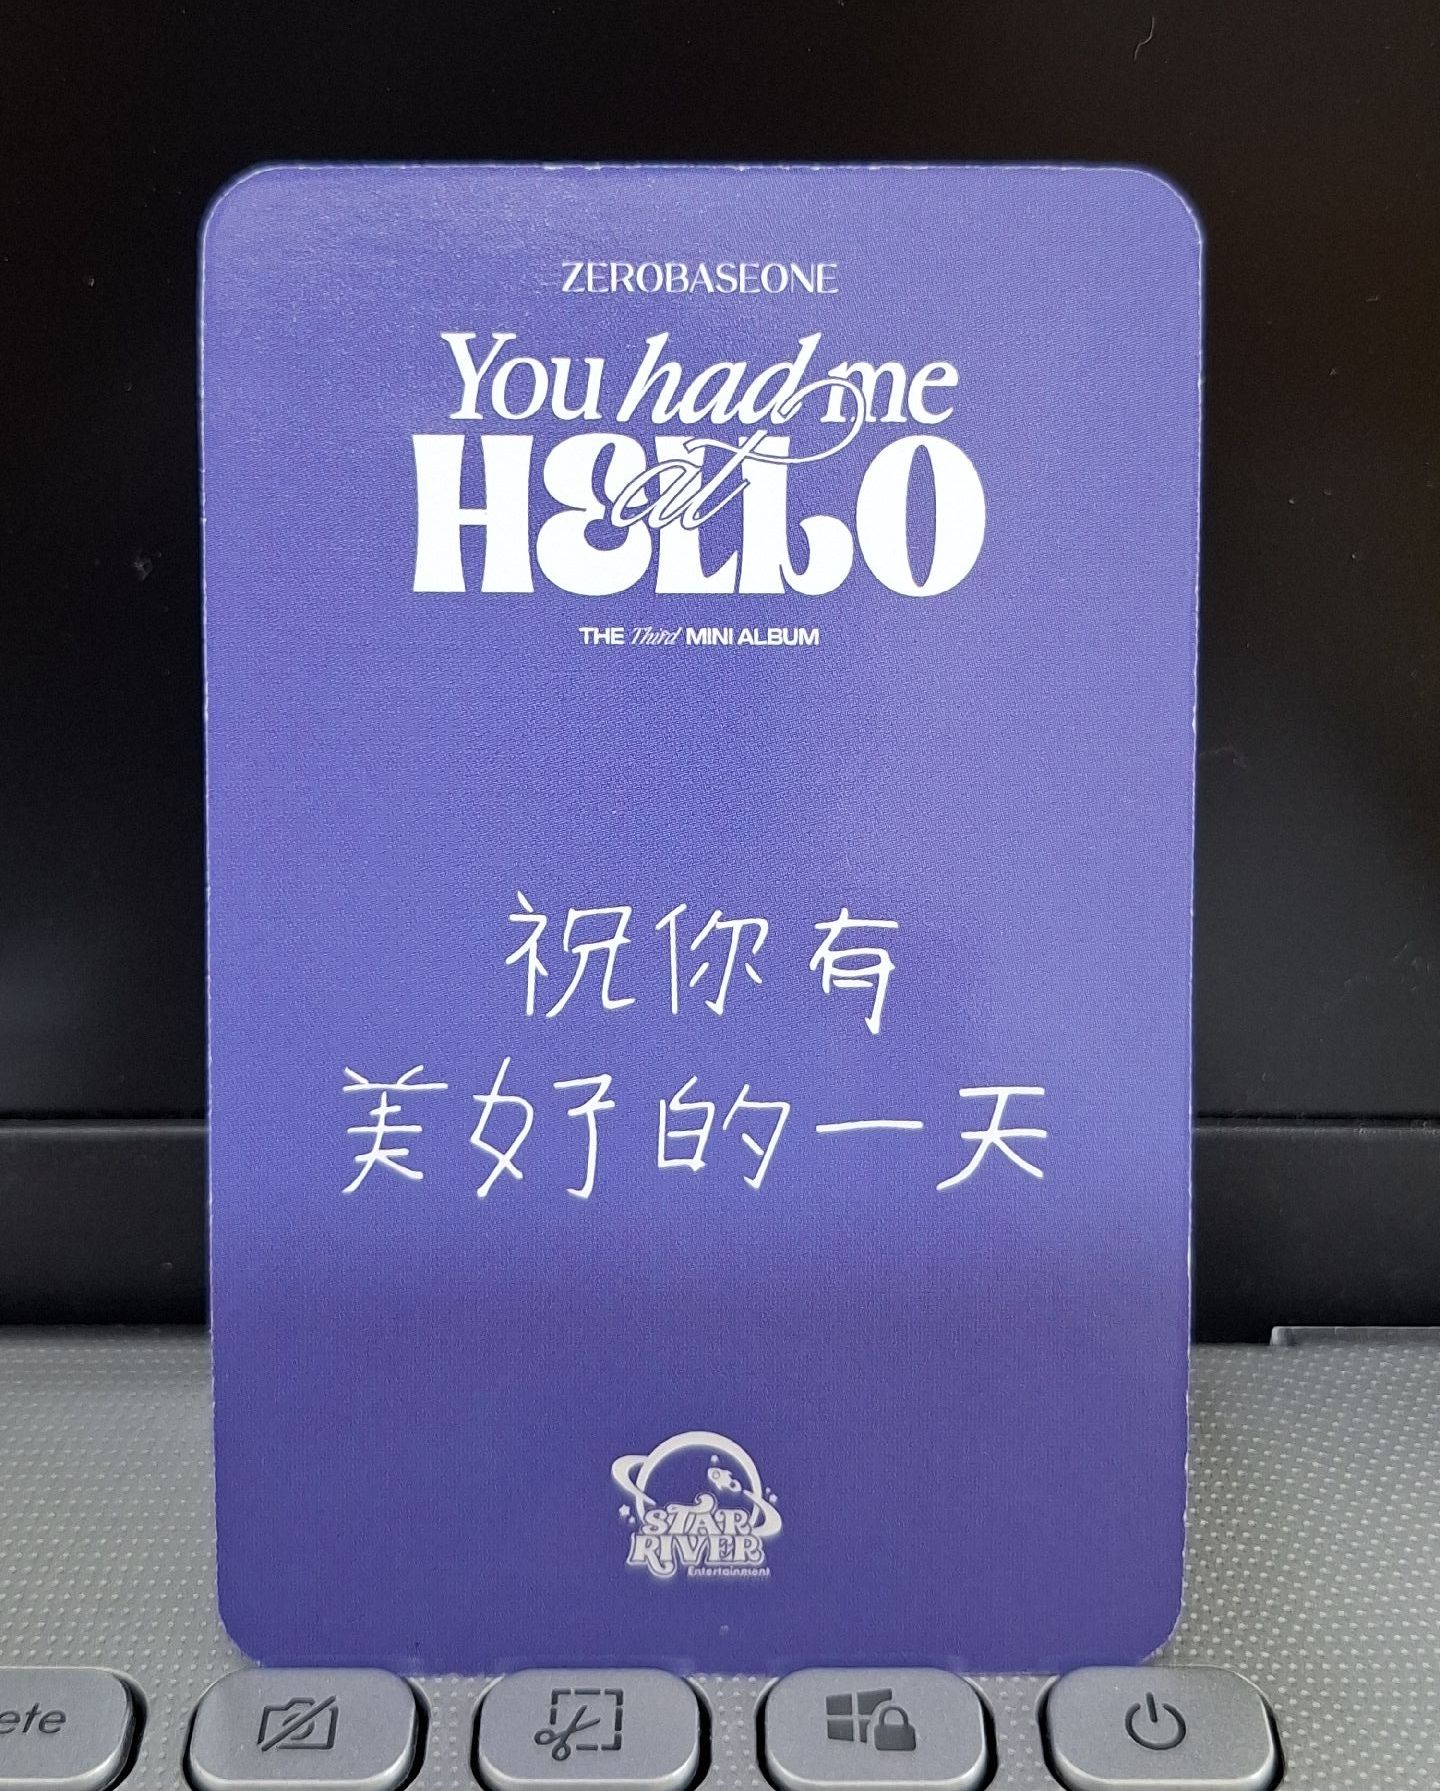 ZEROBASEONE
You had me
at
HELLO
THE Third MINI ALBUM
祝你有
美好的一天
STAR
RIVER
Entertainment
ete